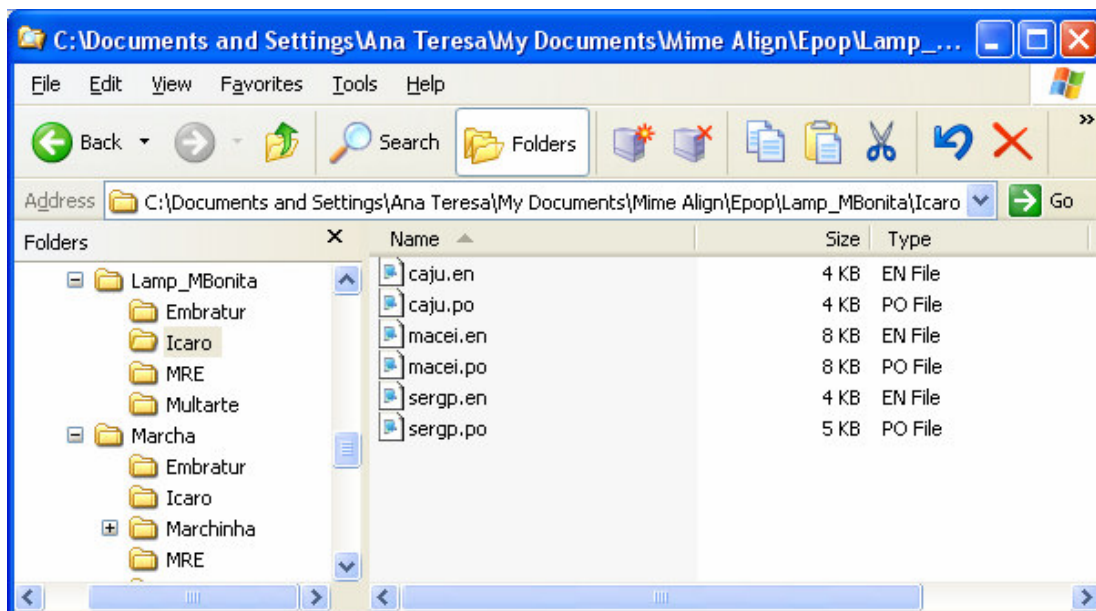 C:\Documents and Settings\Ana Teresa\My Documents\Mime Align\Epop\Lamp_...
File Edit View Favorites Tools Help
Back Search Folders »
Address C:\Documents and Settings\Ana Teresa\My Documents\Mime Align\Epop\Lamp_MBonita\Icaro Go
Folders x
Lamp_MBonita
Embratur
Icaro
MRE
Multarte
Marcha
Embratur
Icaro
Marchinha
MRE
Name Size Type
caju.en 4 KB EN File
caju.po 4 KB PO File
macei.en 8 KB EN File
macei.po 8 KB PO File
sergp.en 4 KB EN File
sergp.po 5 KB PO File